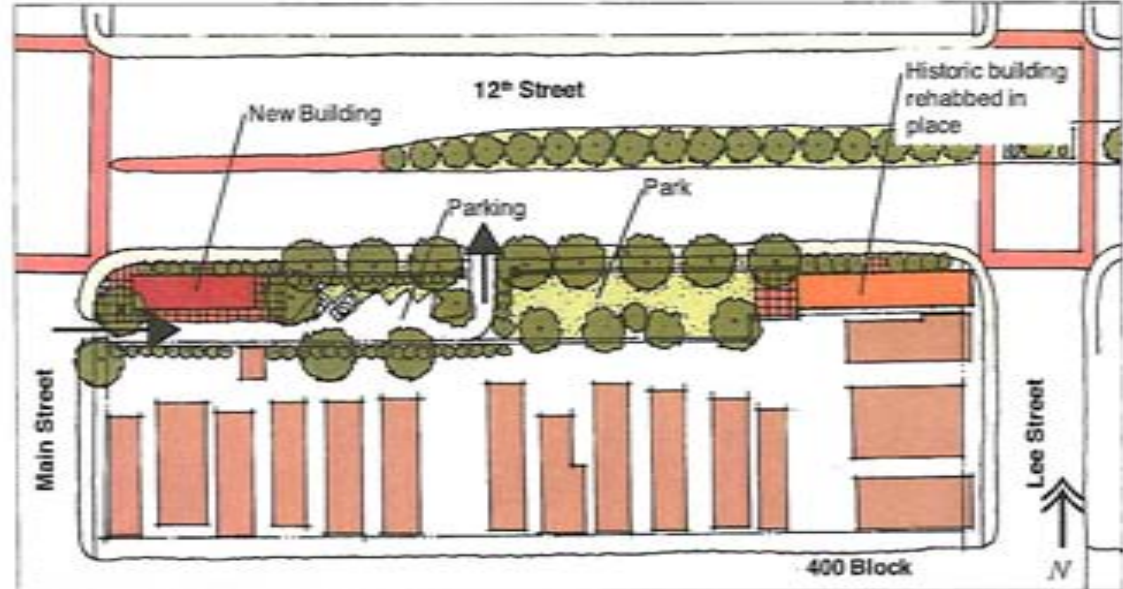 12th Street
Historic building
rehabbed in
place
New Building
Parking
Park
Main Street
Lee Street
400 Block
N